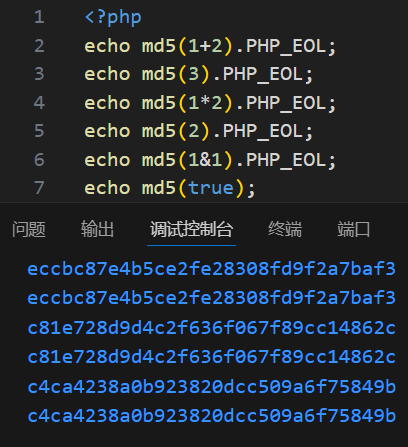 1 <?php
2 echo md5(1+2).PHP_EOL;
3 echo md5(3).PHP_EOL;
4 echo md5(1*2).PHP_EOL;
5 echo md5(2).PHP_EOL;
6 echo md5(1&1).PHP_EOL;
7 echo md5(true);
问题 输出 调试控制台 终端 端口
eccbc87e4b5ce2fe28308fd9f2a7baf3
eccbc87e4b5ce2fe28308fd9f2a7baf3
c81e728d9d4c2f636f067f89cc14862c
c81e728d9d4c2f636f067f89cc14862c
c4ca4238a0b923820dcc509a6f75849b
c4ca4238a0b923820dcc509a6f75849b